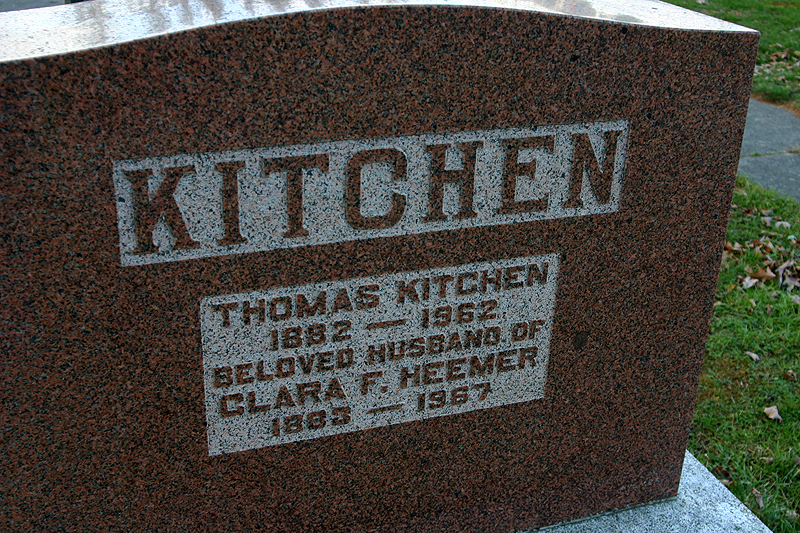 KITCHEN
THOMAS KITCHEN
1882 — 1962
BELOVED HUSBAND OF
CLARA F. HEEMER
1883 — 1967